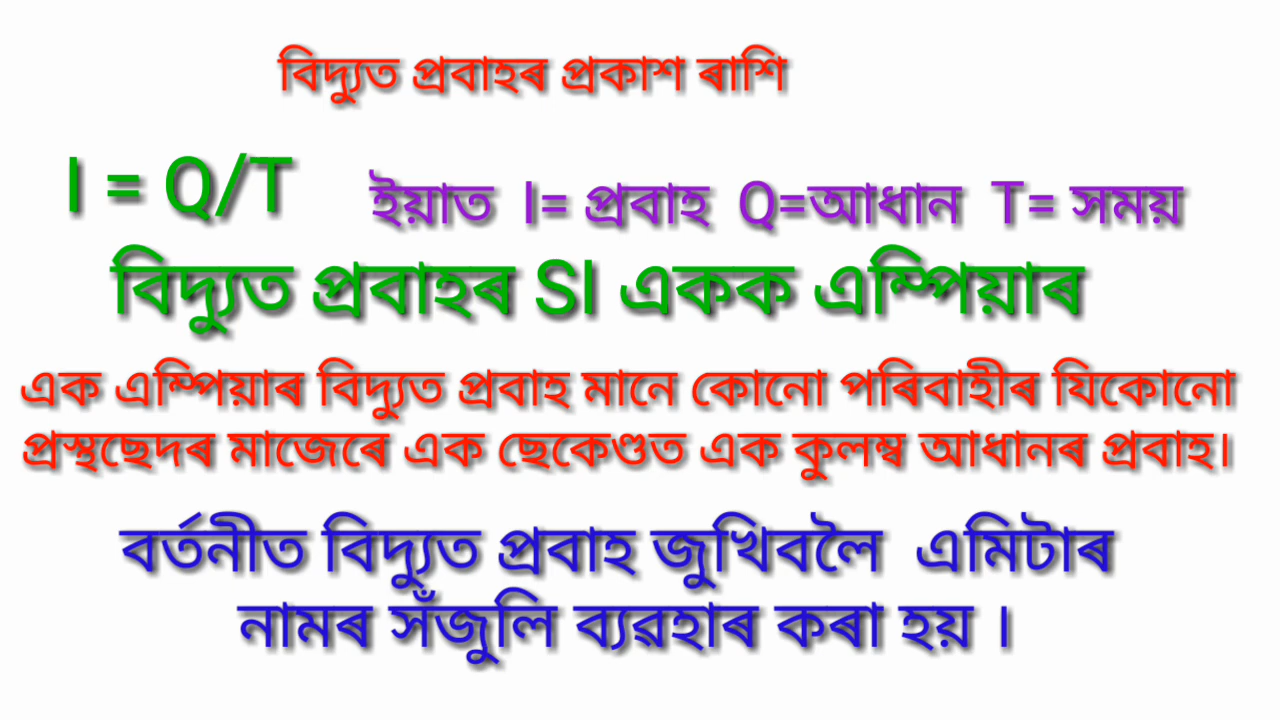 বিদ্যুত প্ৰবাহৰ প্ৰকাশ ৰাশি
I = Q/T ইয়াত I= প্ৰবাহ Q=আধান T= সময়
বিদ্যুত প্ৰবাহৰ SI একক এম্পিয়াৰ
এক এম্পিয়াৰ বিদ্যুত প্ৰবাহ মানে কোনো পৰিবাহীৰ যিকোনো
প্ৰস্থছেদৰ মাজেৰে এক ছেকেণ্ডত এক কুলম্ব আধানৰ প্ৰবাহ।
বৰ্তনীত বিদ্যুত প্ৰবাহ জুখিবলৈ এমিটাৰ
নামৰ সঁজুলি ব্যৱহাৰ কৰা হয় ।